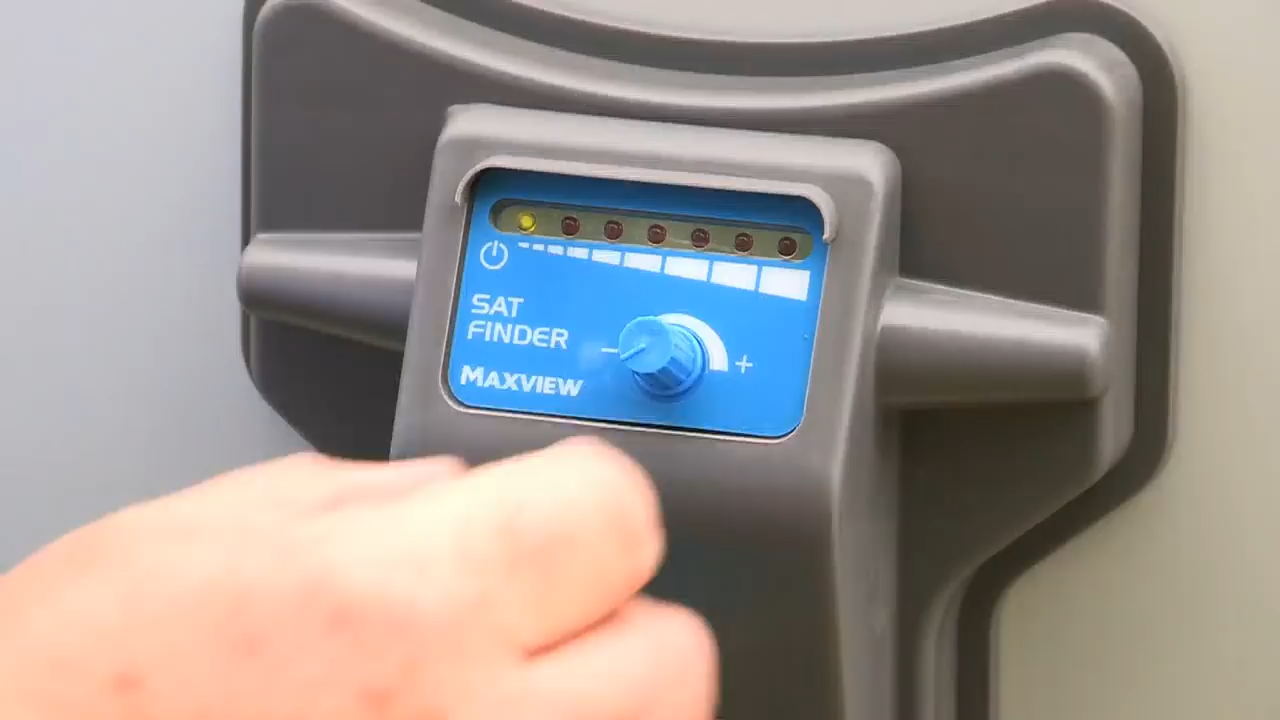 SAT
FINDER
− +
MAXVIEW